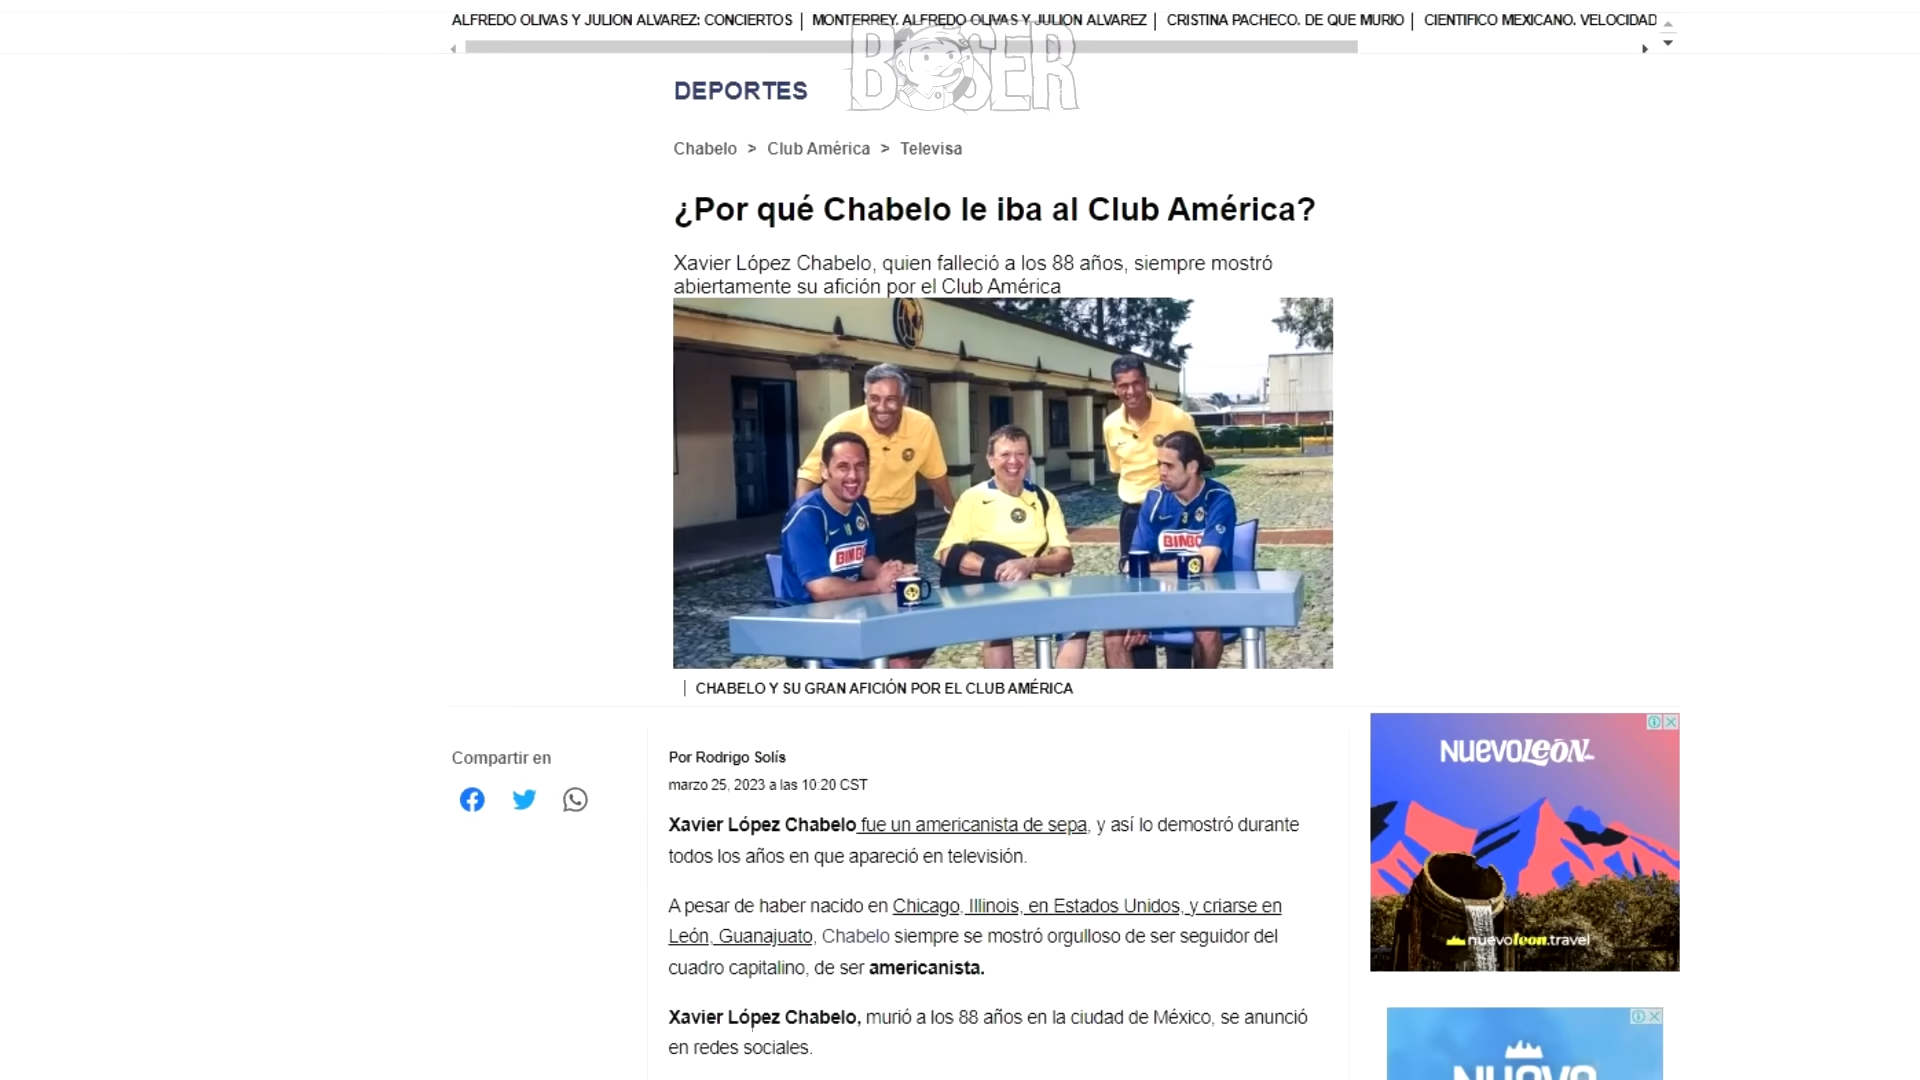 ALFREDO OLIVAS Y JULION ALVAREZ: CONCIERTOS | MONTERREY. ALFREDO OLIVAS Y JULION ALVAREZ | CRISTINA PACHECO. DE QUE MURIO | CIENTIFICO MEXICANO. VELOCIDAD
BOSER
DEPORTES
Chabelo > Club América > Televisa
¿Por qué Chabelo le iba al Club América?
Xavier López Chabelo, quien falleció a los 88 años, siempre mostró
abiertamente su afición por el Club América
BIMBO
3
BIMBO
| CHABELO Y SU GRAN AFICIÓN POR EL CLUB AMÉRICA
Compartir en
Por Rodrigo Solís
marzo 25, 2023 a las 10:20 CST
Xavier López Chabelo fue un americanista de sepa, y así lo demostró durante
todos los años en que apareció en televisión.
A pesar de haber nacido en Chicago, Illinois, en Estados Unidos, y criarse en
León, Guanajuato, Chabelo siempre se mostró orgulloso de ser seguidor del
cuadro capitalino, de ser americanista.
Xavier López Chabelo, murió a los 88 años en la ciudad de México, se anunció
en redes sociales.
NUEVO LEÓN
nuevoleon.travel
NUEVO